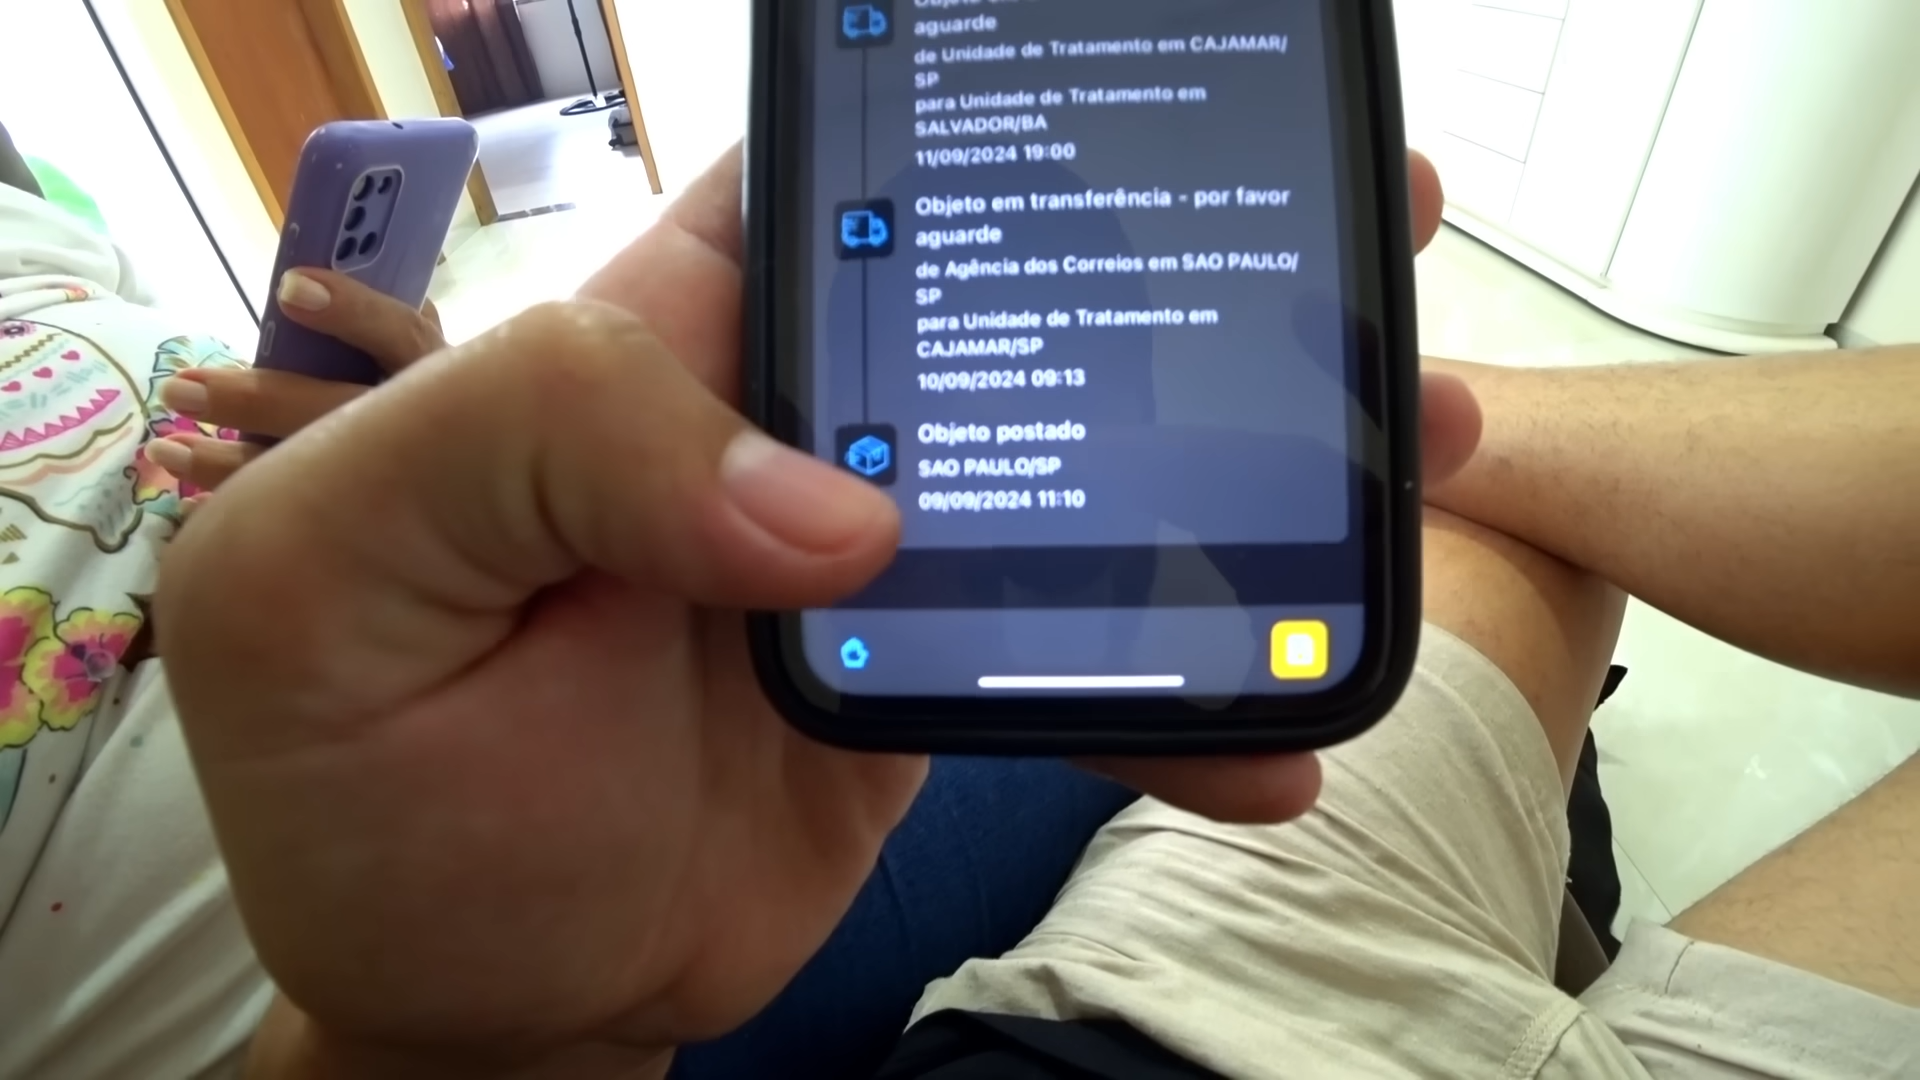 aguarde
de Unidade de Tratamento em CAJAMAR/
SP
para Unidade de Tratamento em
SALVADOR/BA
11/09/2024 19:00
Objeto em transferência - por favor
aguarde
de Agência dos Correios em SAO PAULO/
SP
para Unidade de Tratamento em
CAJAMAR/SP
10/09/2024 09:13
Objeto postado
SAO PAULO/SP
09/09/2024 11:10